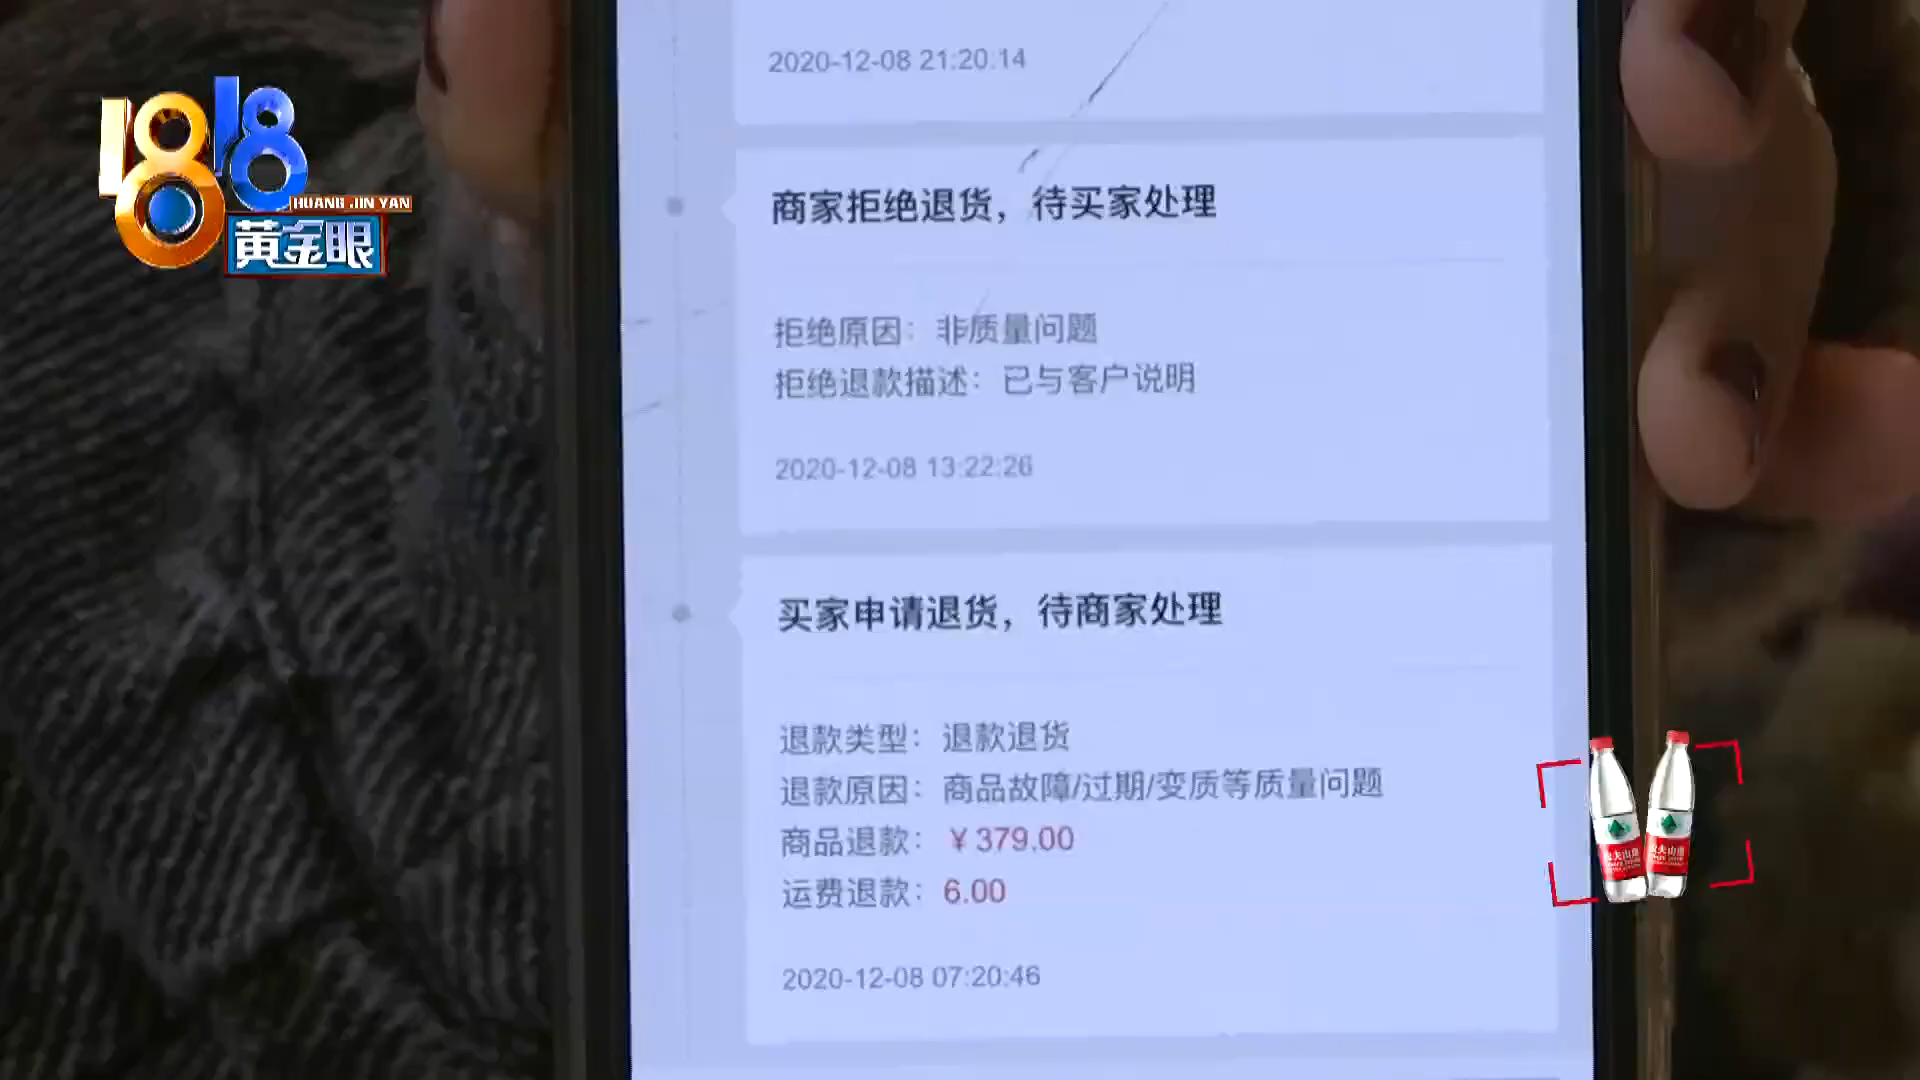 1818
HUANG JIN YAN
黄金眼
2020-12-08 21:20:14
商家拒绝退货，待买家处理
拒绝原因：非质量问题
拒绝退款描述：已与客户说明
2020-12-08 13:22:26
买家申请退货，待商家处理
退款类型：退款退货
退款原因：商品故障/过期/变质等质量问题
商品退款：￥379.00
运费退款：6.00
2020-12-08 07:20:46